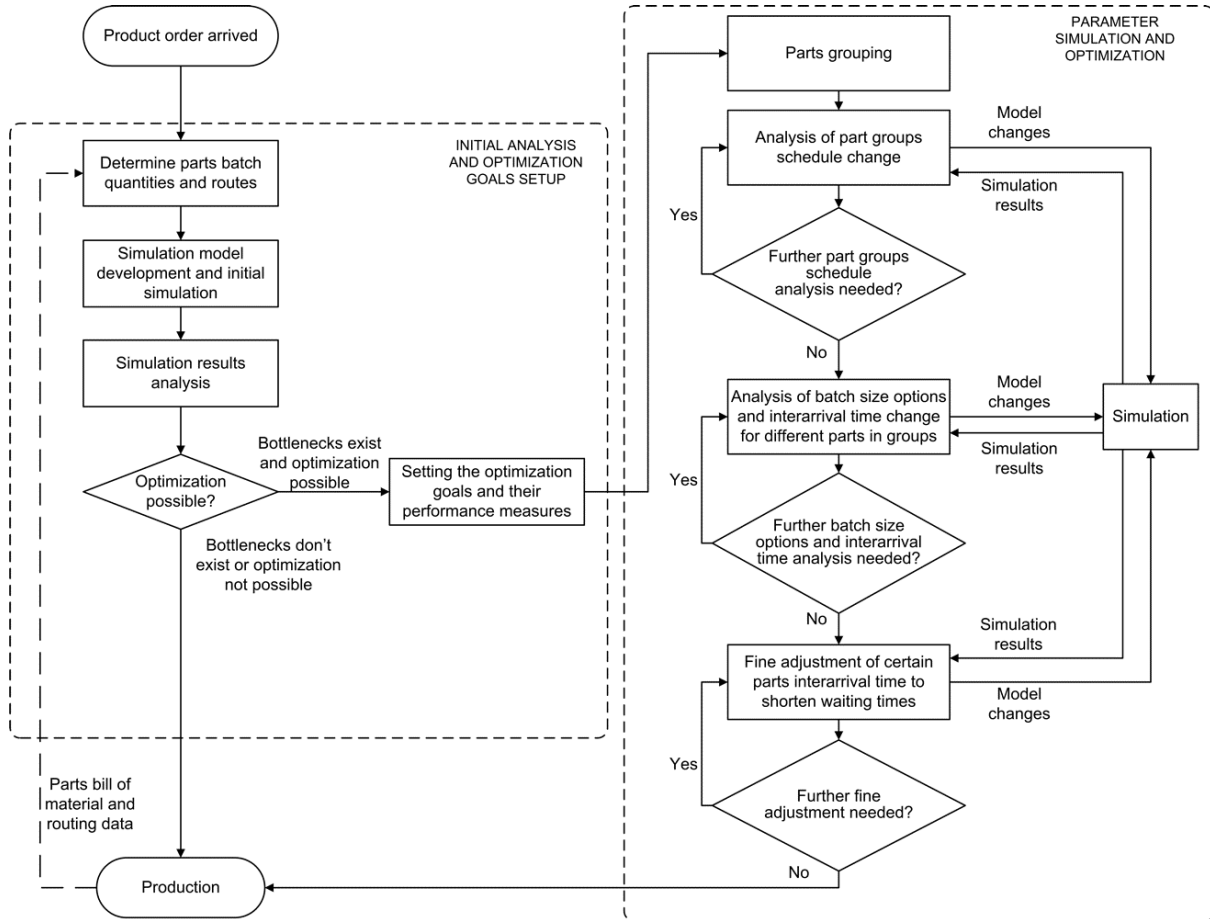 Product order arrived
INITIAL ANALYSIS
AND OPTIMIZATION
GOALS SETUP
Determine parts batch
quantities and routes
Simulation model
development and initial
simulation
Simulation results
analysis
Optimization
possible?
Bottlenecks exist
and optimization
possible
Setting the optimization
goals and their
performance measures
Bottlenecks don’t
exist or optimization
not possible
Parts bill of
material and
routing data
Production
PARAMETER
SIMULATION AND
OPTIMIZATION
Parts grouping
Analysis of part groups
schedule change
Model
changes
Simulation
results
Yes
Further part groups
schedule
analysis needed?
No
Analysis of batch size options
and interarrival time change
for different parts in groups
Model
changes
Simulation
results
Simulation
Yes
Further batch size
options and interarrival
time analysis needed?
No
Fine adjustment of certain
parts interarrival time to
shorten waiting times
Simulation
results
Model
changes
Yes
Further fine
adjustment needed?
No